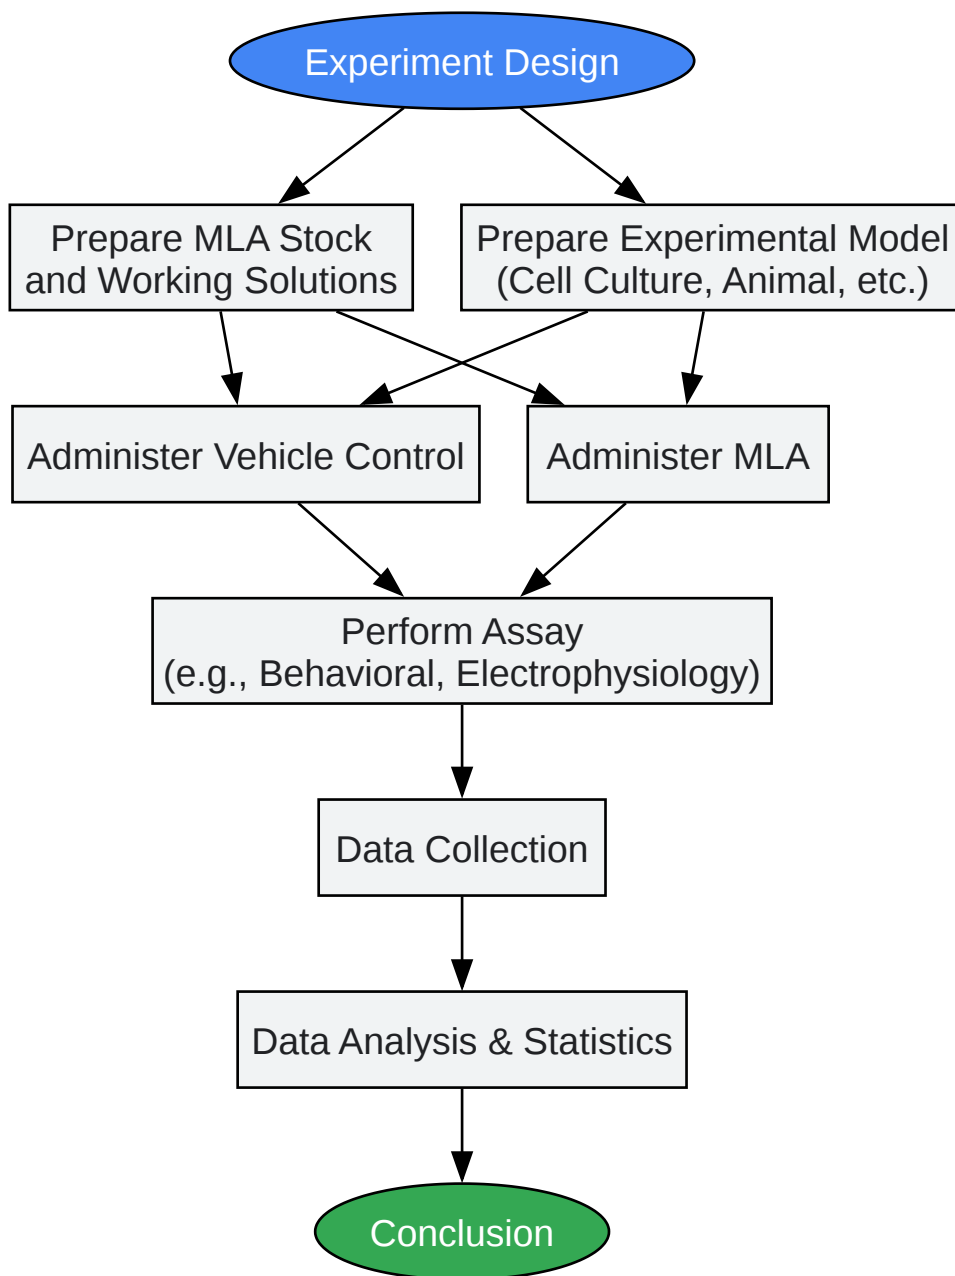 Experiment Design
Prepare MLA Stock
and Working Solutions
Prepare Experimental Model
(Cell Culture, Animal, etc.)
Administer Vehicle Control
Administer MLA
Perform Assay
(e.g., Behavioral, Electrophysiology)
Data Collection
Data Analysis & Statistics
Conclusion